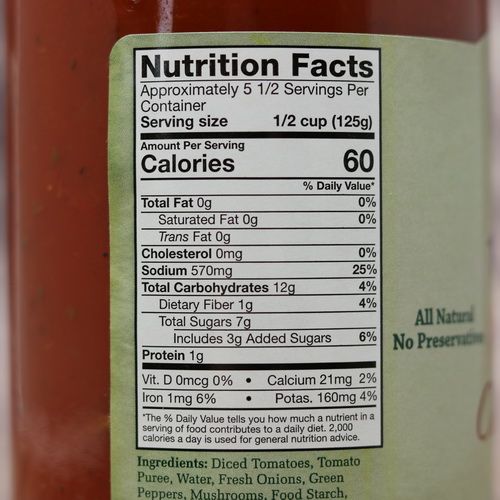 Nutrition Facts
Approximately 5 1/2 Servings Per
Container
Serving size 1/2 cup (125g)
Amount Per Serving
Calories 60
% Daily Value*
Total Fat 0g 0%
Saturated Fat 0g 0%
Trans Fat 0g
Cholesterol 0mg 0%
Sodium 570mg 25%
Total Carbohydrates 12g 4%
Dietary Fiber 1g 4%
Total Sugars 7g
Includes 3g Added Sugars 6%
Protein 1g
Vit. D 0mcg 0% • Calcium 21mg 2%
Iron 1mg 6% • Potas. 160mg 4%
*The % Daily Value tells you how much a nutrient in a
serving of food contributes to a daily diet. 2,000
calories a day is used for general nutrition advice.
Ingredients: Diced Tomatoes, Tomato
Puree, Water, Fresh Onions, Green
Peppers, Mushrooms, Food Starch,
All Natural
No Preservatives